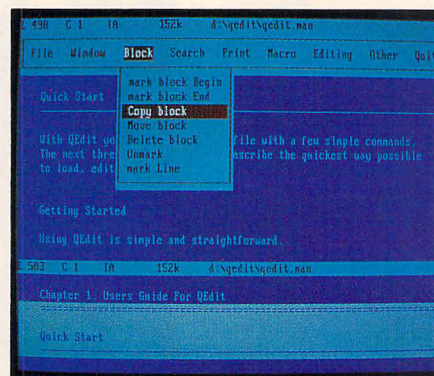 L 498 C 1 IA 152k d:\qedit\qedit.man
File Window Block Search Print Macro Editing Other Quit
mark block Begin
mark block End
Copy block
Move block
Delete block
Unmark
mark Line
Quick Start
With QEdit yo file with a few simple commands.
The next thre escribe the quickest way possible
to load, edit
Getting Started
Using QEdit is simple and straightforward.
L 503 C 1 IA 152k d:\qedit\qedit.man
Chapter 1. Users Guide For QEdit
Quick Start